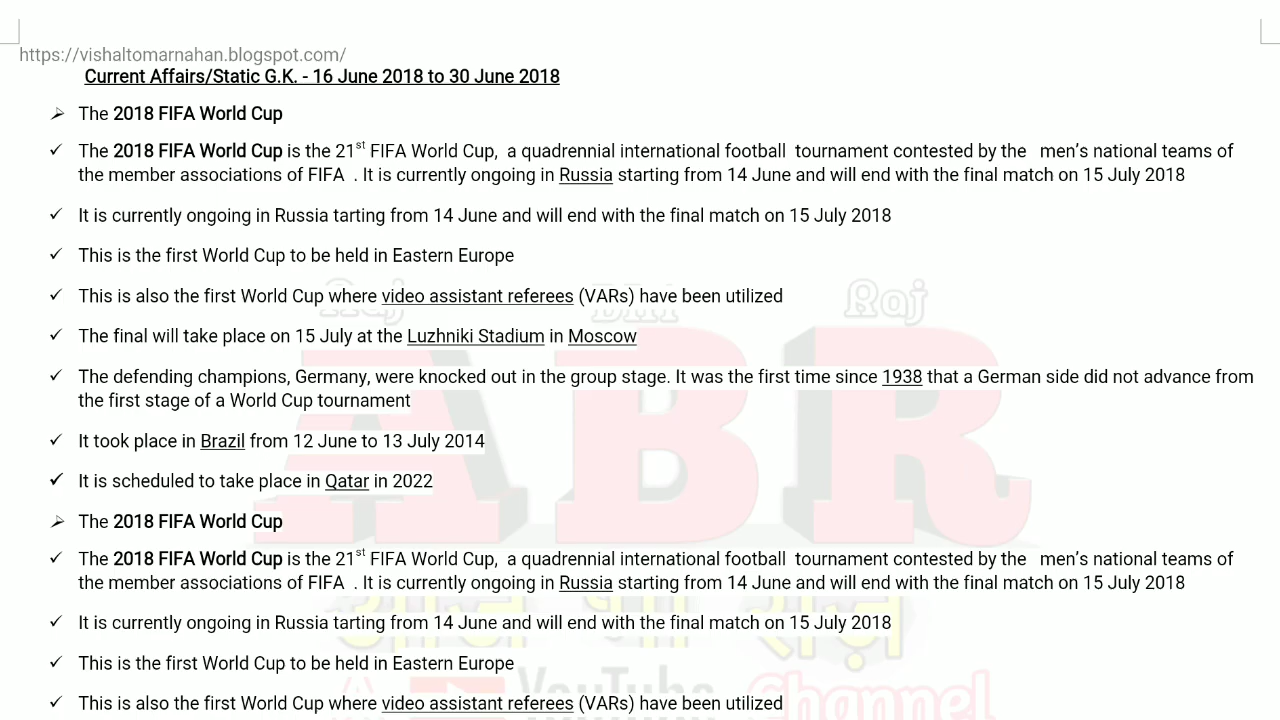 https://vishaltomarnahan.blogspot.com/
Current Affairs/Static G.K. - 16 June 2018 to 30 June 2018
➢ The 2018 FIFA World Cup
✓ The 2018 FIFA World Cup is the 21st FIFA World Cup, a quadrennial international football tournament contested by the men's national teams of
the member associations of FIFA . It is currently ongoing in Russia starting from 14 June and will end with the final match on 15 July 2018
✓ It is currently ongoing in Russia tarting from 14 June and will end with the final match on 15 July 2018
✓ This is the first World Cup to be held in Eastern Europe
Raj Bhai Raj
✓ This is also the first World Cup where video assistant referees (VARs) have been utilized
✓ The final will take place on 15 July at the Luzhniki Stadium in Moscow
ABR
✓ The defending champions, Germany, were knocked out in the group stage. It was the first time since 1938 that a German side did not advance from
the first stage of a World Cup tournament
✓ It took place in Brazil from 12 June to 13 July 2014
✓ It is scheduled to take place in Qatar in 2022
➢ The 2018 FIFA World Cup
✓ The 2018 FIFA World Cup is the 21st FIFA World Cup, a quadrennial international football tournament contested by the men's national teams of
the member associations of FIFA . It is currently ongoing in Russia starting from 14 June and will end with the final match on 15 July 2018
✓ It is currently ongoing in Russia tarting from 14 June and will end with the final match on 15 July 2018
✓ This is the first World Cup to be held in Eastern Europe
YouTube Channel
✓ This is also the first World Cup where video assistant referees (VARs) have been utilized